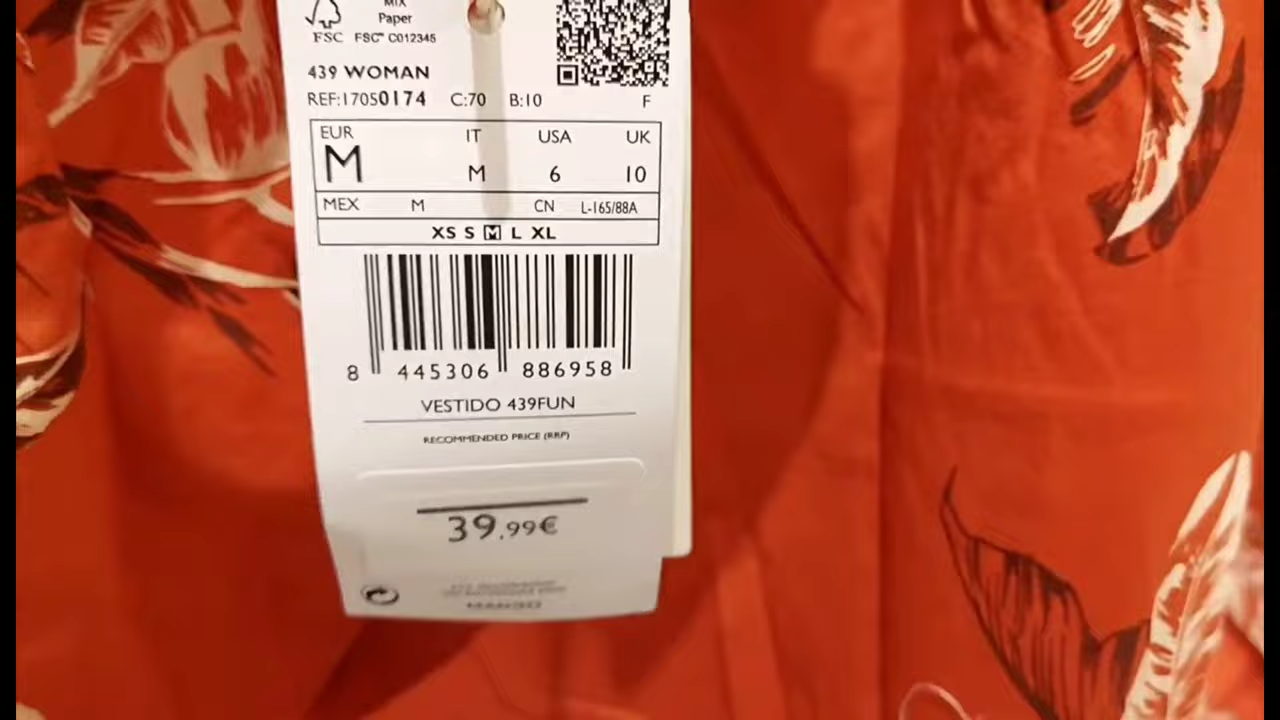 MIX
Paper
FSC FSC™ C012345
439 WOMAN
REF:17050174 C:70 B:10 F
EUR IT USA UK
M M 6 10
MEX M CN L-165/88A
XS S M L XL
8 445306 886958
VESTIDO 439FUN
RECOMMENDED PRICE (RRP)
39.99€